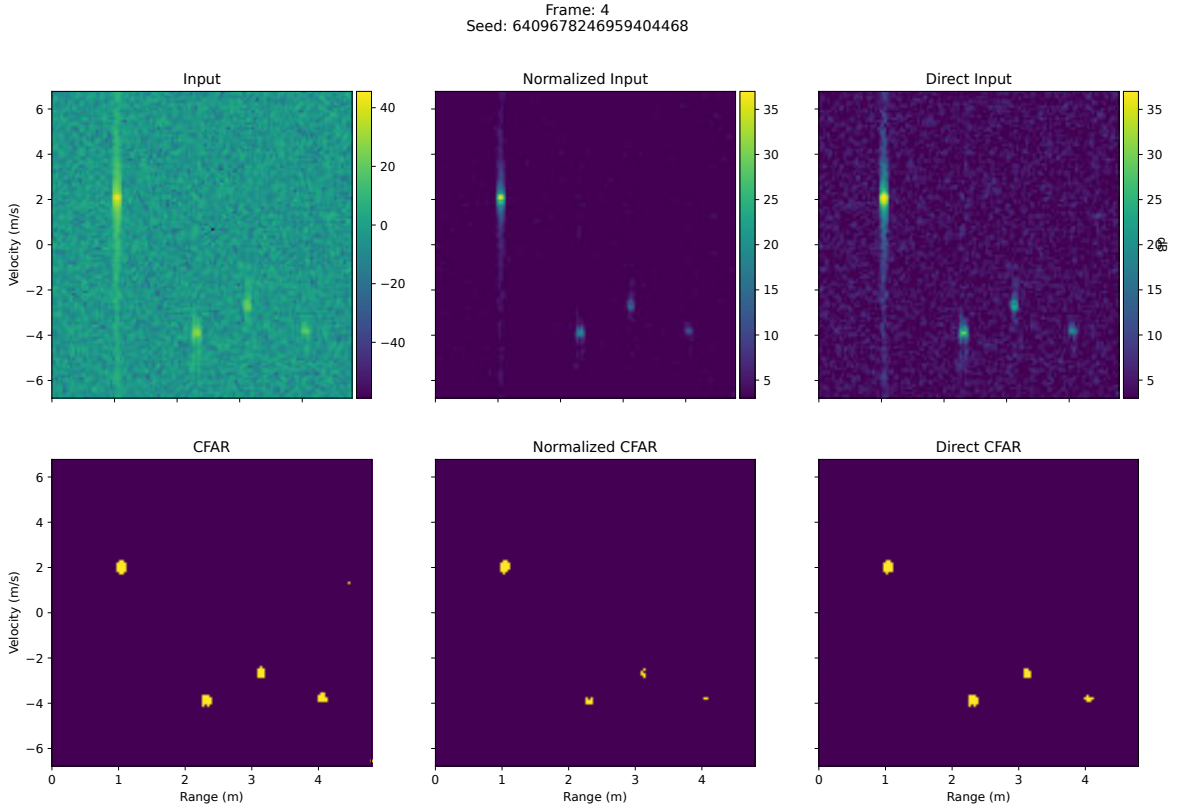 Frame: 4
Seed: 6409678246959404468
Input
Normalized Input
Direct Input
Velocity (m/s)
6
4
2
0
−2
−4
−6
40
20
0
−20
−40
35
30
25
20
15
10
5
35
30
25
20
15
10
5
dB
CFAR
Normalized CFAR
Direct CFAR
Velocity (m/s)
6
4
2
0
−2
−4
−6
0 1 2 3 4
0 1 2 3 4
0 1 2 3 4
Range (m)
Range (m)
Range (m)